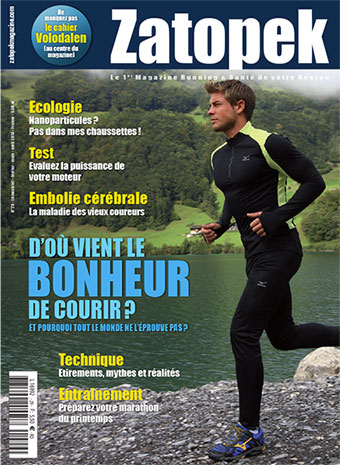 Ne
manquez pas
le cahier
Volodalen
(au centre du
magazine)
zatopekmagazine.com
Zatopek
Le 1er Magazine Running & Santé de votre Région
Ecologie
Nanoparticules ?
Pas dans mes chaussettes !
Test
Evaluez la puissance de
votre moteur
Embolie cérébrale
La maladie des vieux coureurs
D'OÙ VIENT LE
BONHEUR
DE COURIR ?
ET POURQUOI TOUT LE MONDE NE L'ÉPROUVE PAS ?
Technique
Etirements, mythes et réalités
Entraînement
Préparez votre marathon
du printemps